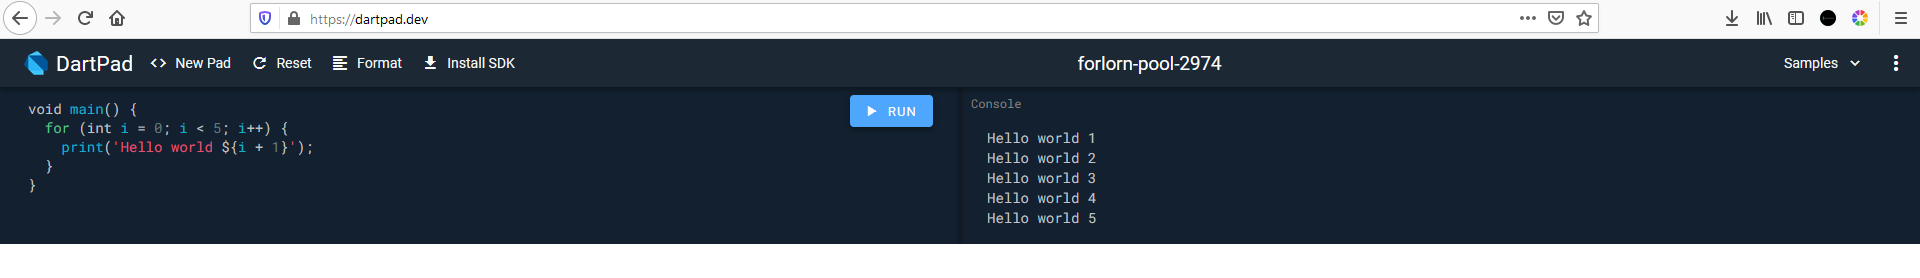 https://dartpad.dev
DartPad <> New Pad Reset Format Install SDK forlorn-pool-2974 Samples
void main() {
  for (int i = 0; i < 5; i++) {
    print('Hello world ${i + 1}');
  }
}
RUN
Console
Hello world 1
Hello world 2
Hello world 3
Hello world 4
Hello world 5